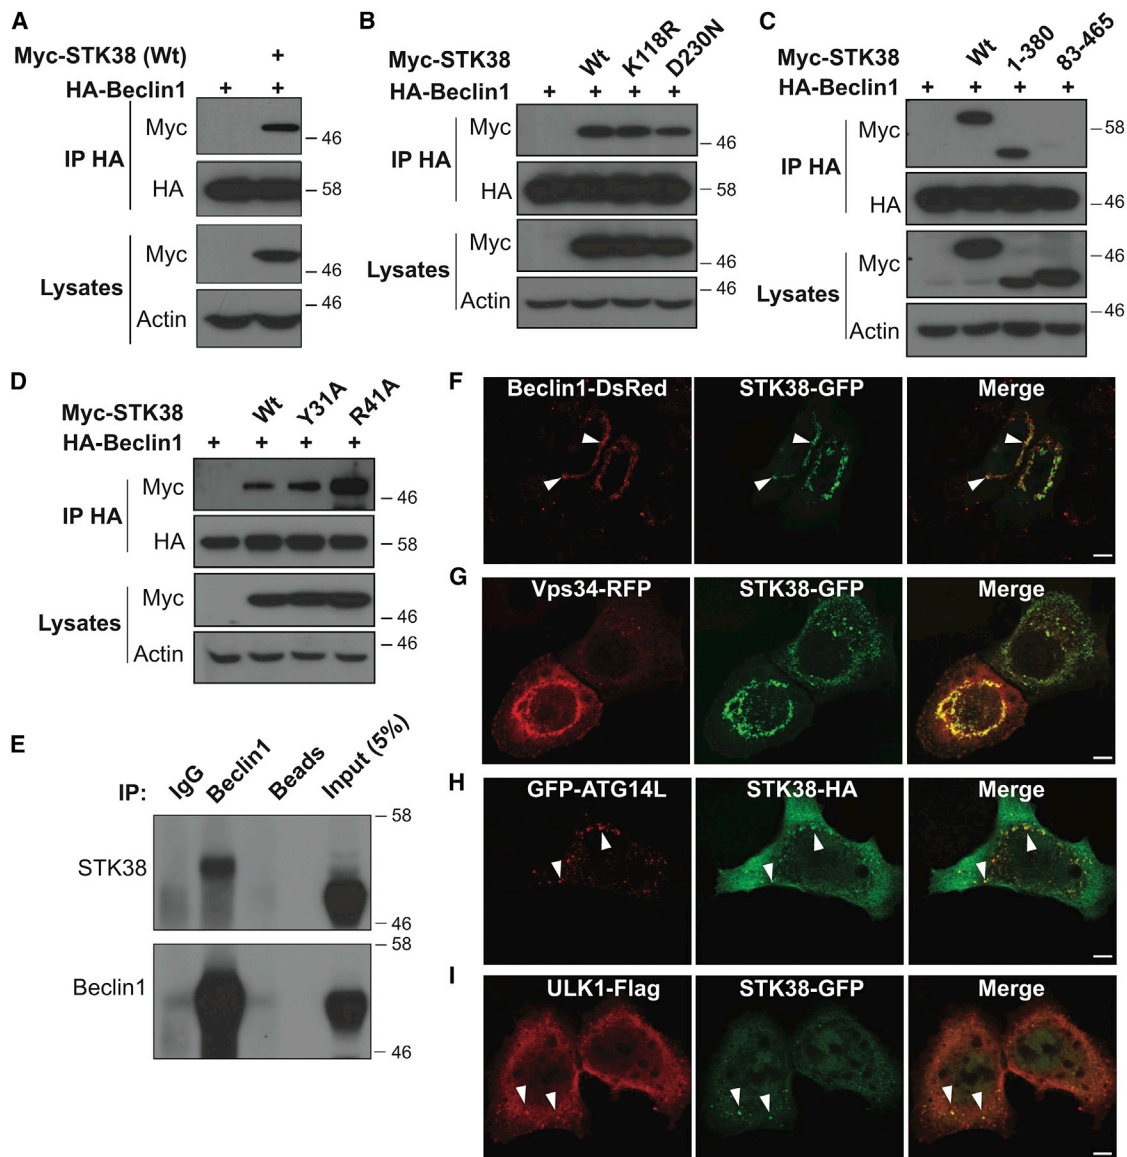 A
Myc-STK38 (Wt) +
HA-Beclin1 + +
IP HA
Myc
46
HA
58
Lysates
Myc
46
46
Actin
B
Myc-STK38 Wt K118R D230N
HA-Beclin1 + + + +
IP HA
Myc
46
HA
58
Lysates
Myc
46
46
Actin
C
Myc-STK38 Wt 1-380 83-465
HA-Beclin1 + + + +
IP HA
Myc
58
HA
46
Lysates
Myc
46
46
Actin
D
Myc-STK38 Wt Y31A R41A
HA-Beclin1 + + + +
IP HA
Myc
46
HA
58
Lysates
Myc
46
46
Actin
E
IP: IgG Beclin1 Beads Input (5%)
58
STK38
46
58
Beclin1
46
F
Beclin1-DsRed STK38-GFP Merge
G
Vps34-RFP STK38-GFP Merge
H
GFP-ATG14L STK38-HA Merge
I
ULK1-Flag STK38-GFP Merge